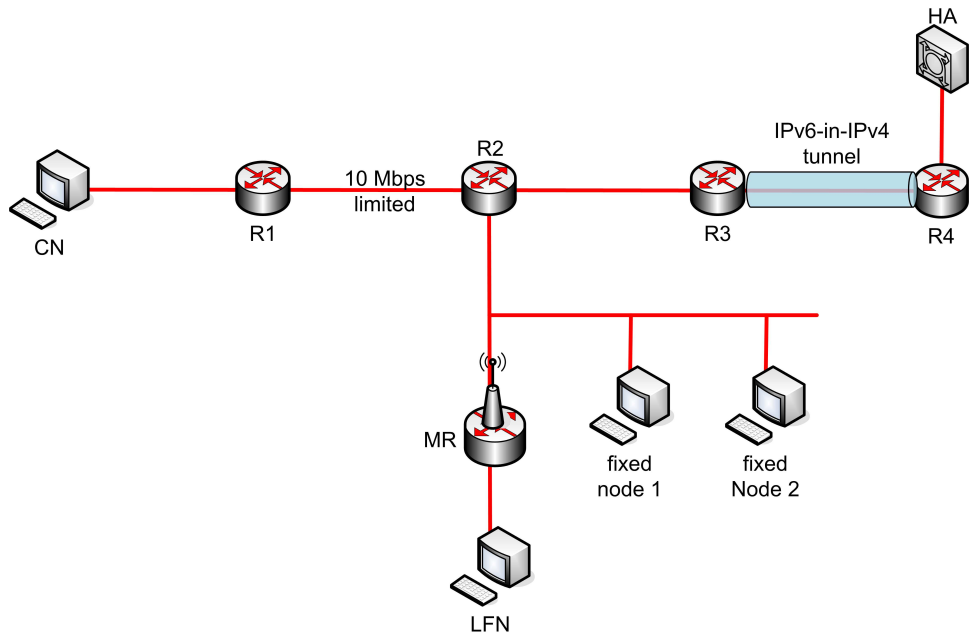 HA
IPv6-in-IPv4
tunnel
R2
10 Mbps
limited
CN
R1
R3
R4
MR
fixed
node 1
fixed
Node 2
LFN